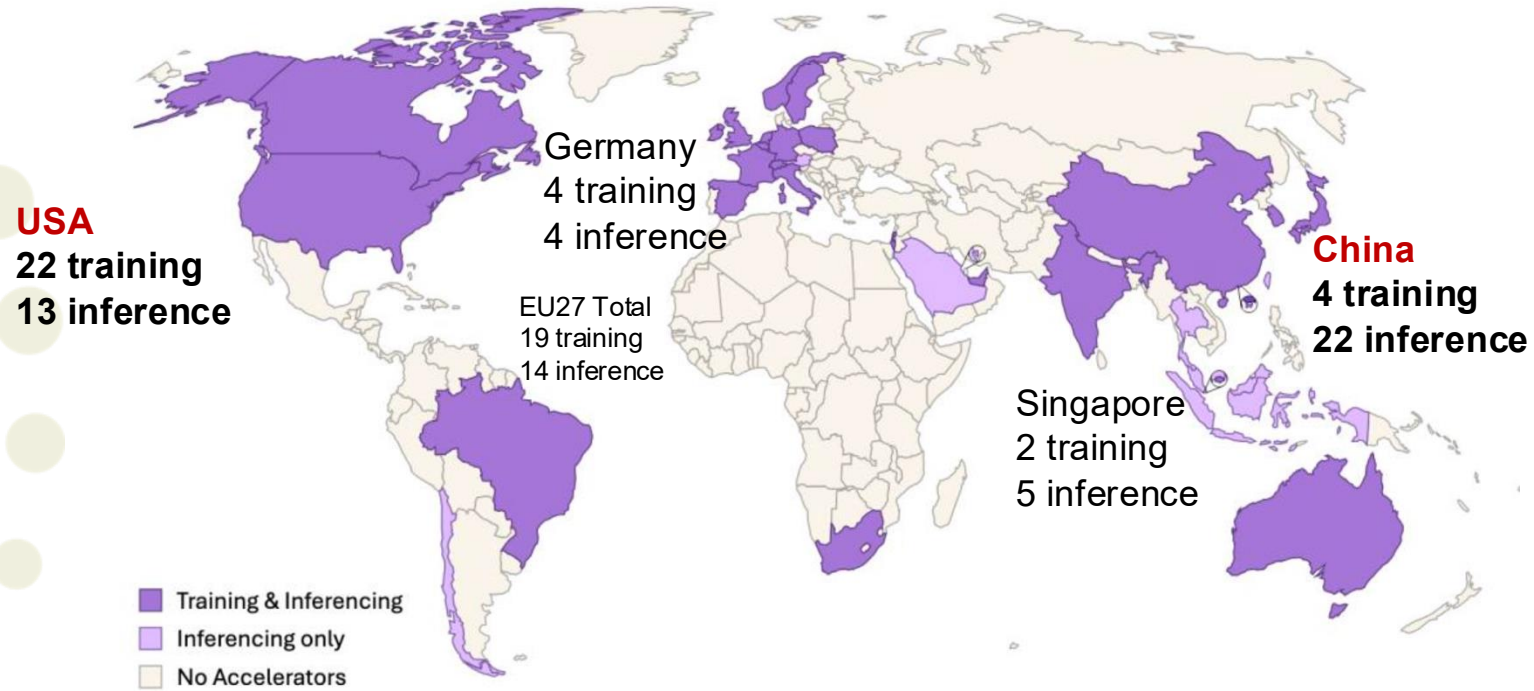 USA
22 training
13 inference
Germany
4 training
4 inference
EU27 Total
19 training
14 inference
China
4 training
22 inference
Singapore
2 training
5 inference
Training & Inferencing
Inferencing only
No Accelerators